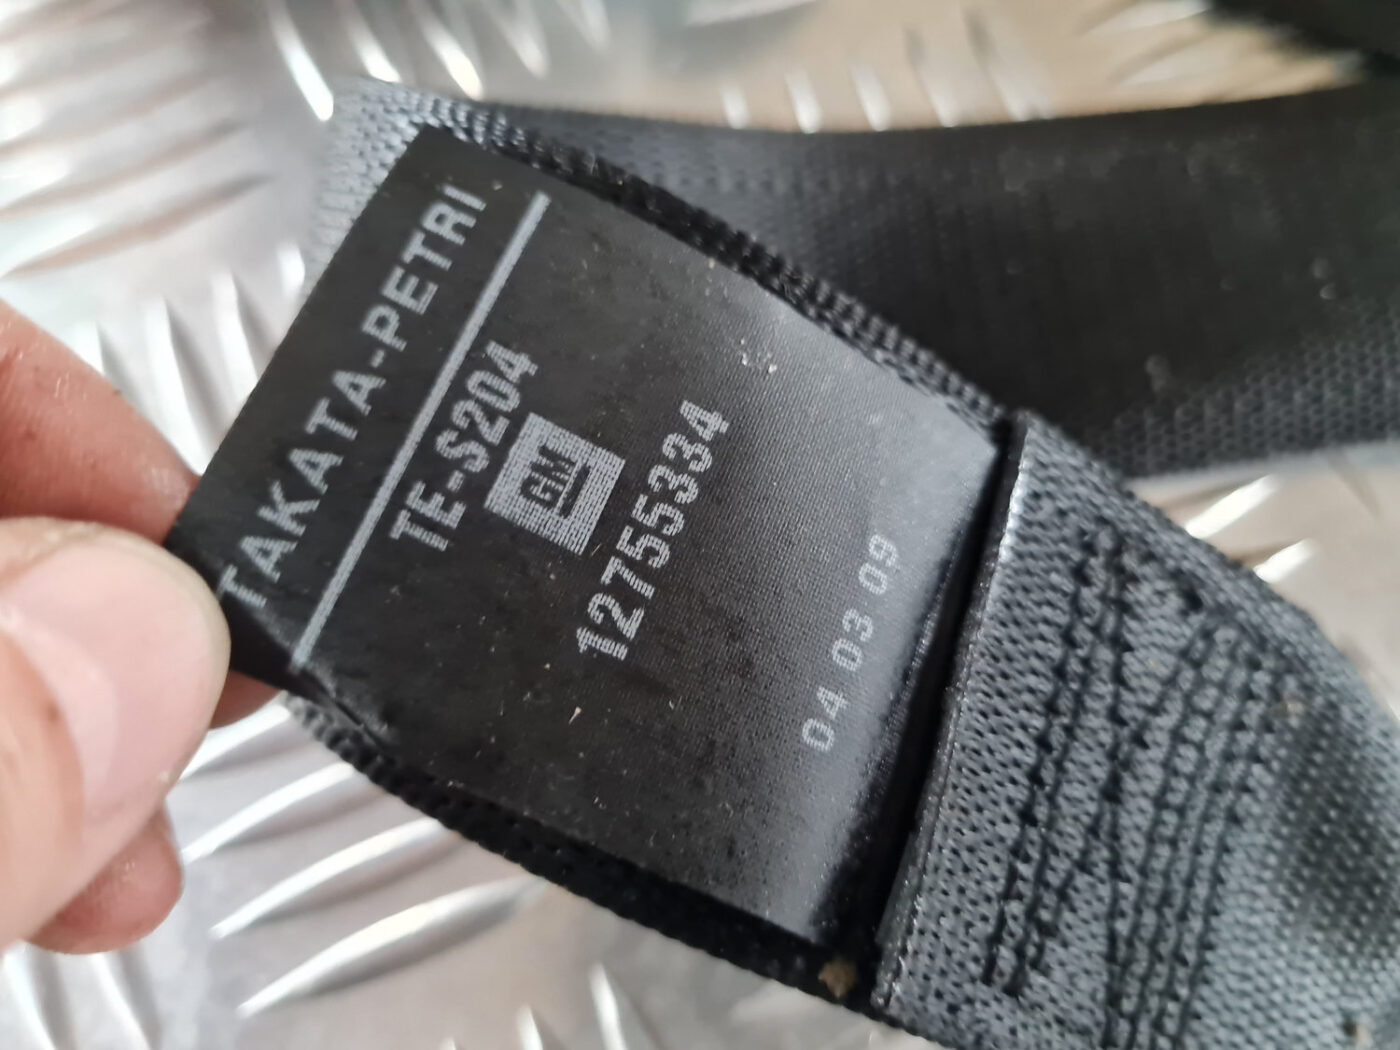 TAKATA-PETRI
TE-S204
GM
12755334
04 03 09